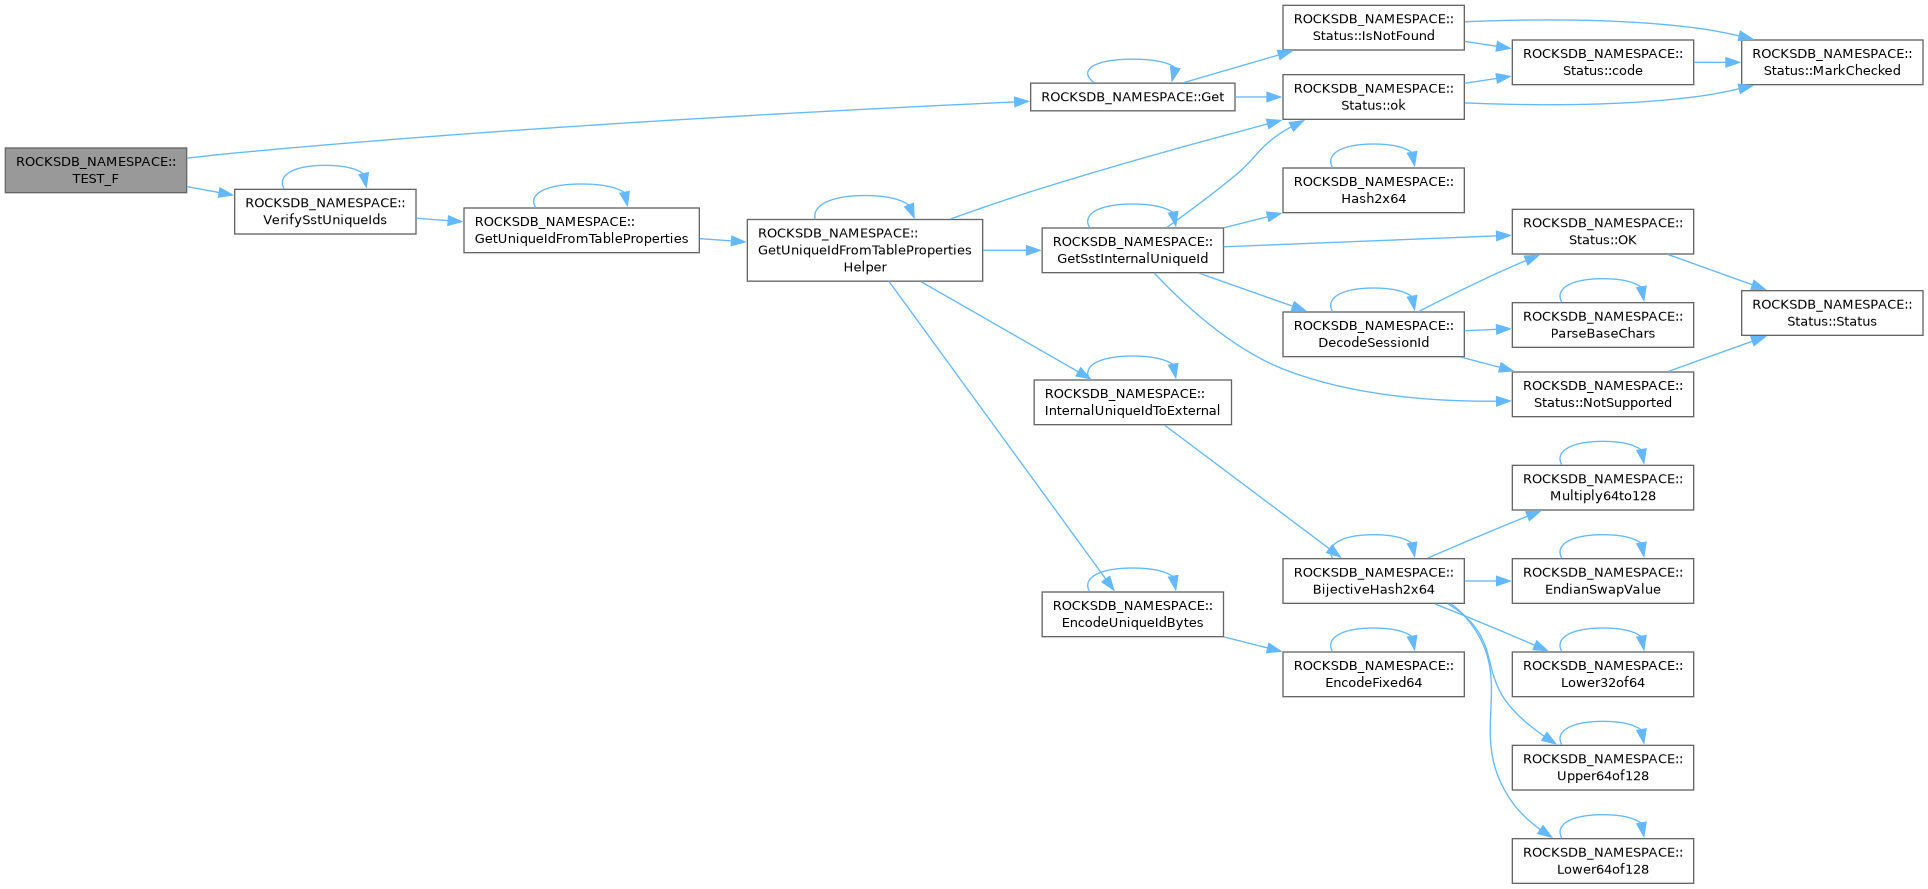 ROCKSDB_NAMESPACE::
TEST_F
ROCKSDB_NAMESPACE::
VerifySstUniqueIds
ROCKSDB_NAMESPACE::
GetUniqueIdFromTableProperties
ROCKSDB_NAMESPACE::
GetUniqueIdFromTableProperties
Helper
ROCKSDB_NAMESPACE::Get
ROCKSDB_NAMESPACE::
GetSstInternalUniqueId
ROCKSDB_NAMESPACE::
InternalUniqueIdToExternal
ROCKSDB_NAMESPACE::
EncodeUniqueIdBytes
ROCKSDB_NAMESPACE::
Status::IsNotFound
ROCKSDB_NAMESPACE::
Status::ok
ROCKSDB_NAMESPACE::
Hash2x64
ROCKSDB_NAMESPACE::
DecodeSessionId
ROCKSDB_NAMESPACE::
BijectiveHash2x64
ROCKSDB_NAMESPACE::
EncodeFixed64
ROCKSDB_NAMESPACE::
Status::code
ROCKSDB_NAMESPACE::
Status::OK
ROCKSDB_NAMESPACE::
ParseBaseChars
ROCKSDB_NAMESPACE::
Status::NotSupported
ROCKSDB_NAMESPACE::
Multiply64to128
ROCKSDB_NAMESPACE::
EndianSwapValue
ROCKSDB_NAMESPACE::
Lower32of64
ROCKSDB_NAMESPACE::
Upper64of128
ROCKSDB_NAMESPACE::
Lower64of128
ROCKSDB_NAMESPACE::
Status::MarkChecked
ROCKSDB_NAMESPACE::
Status::Status